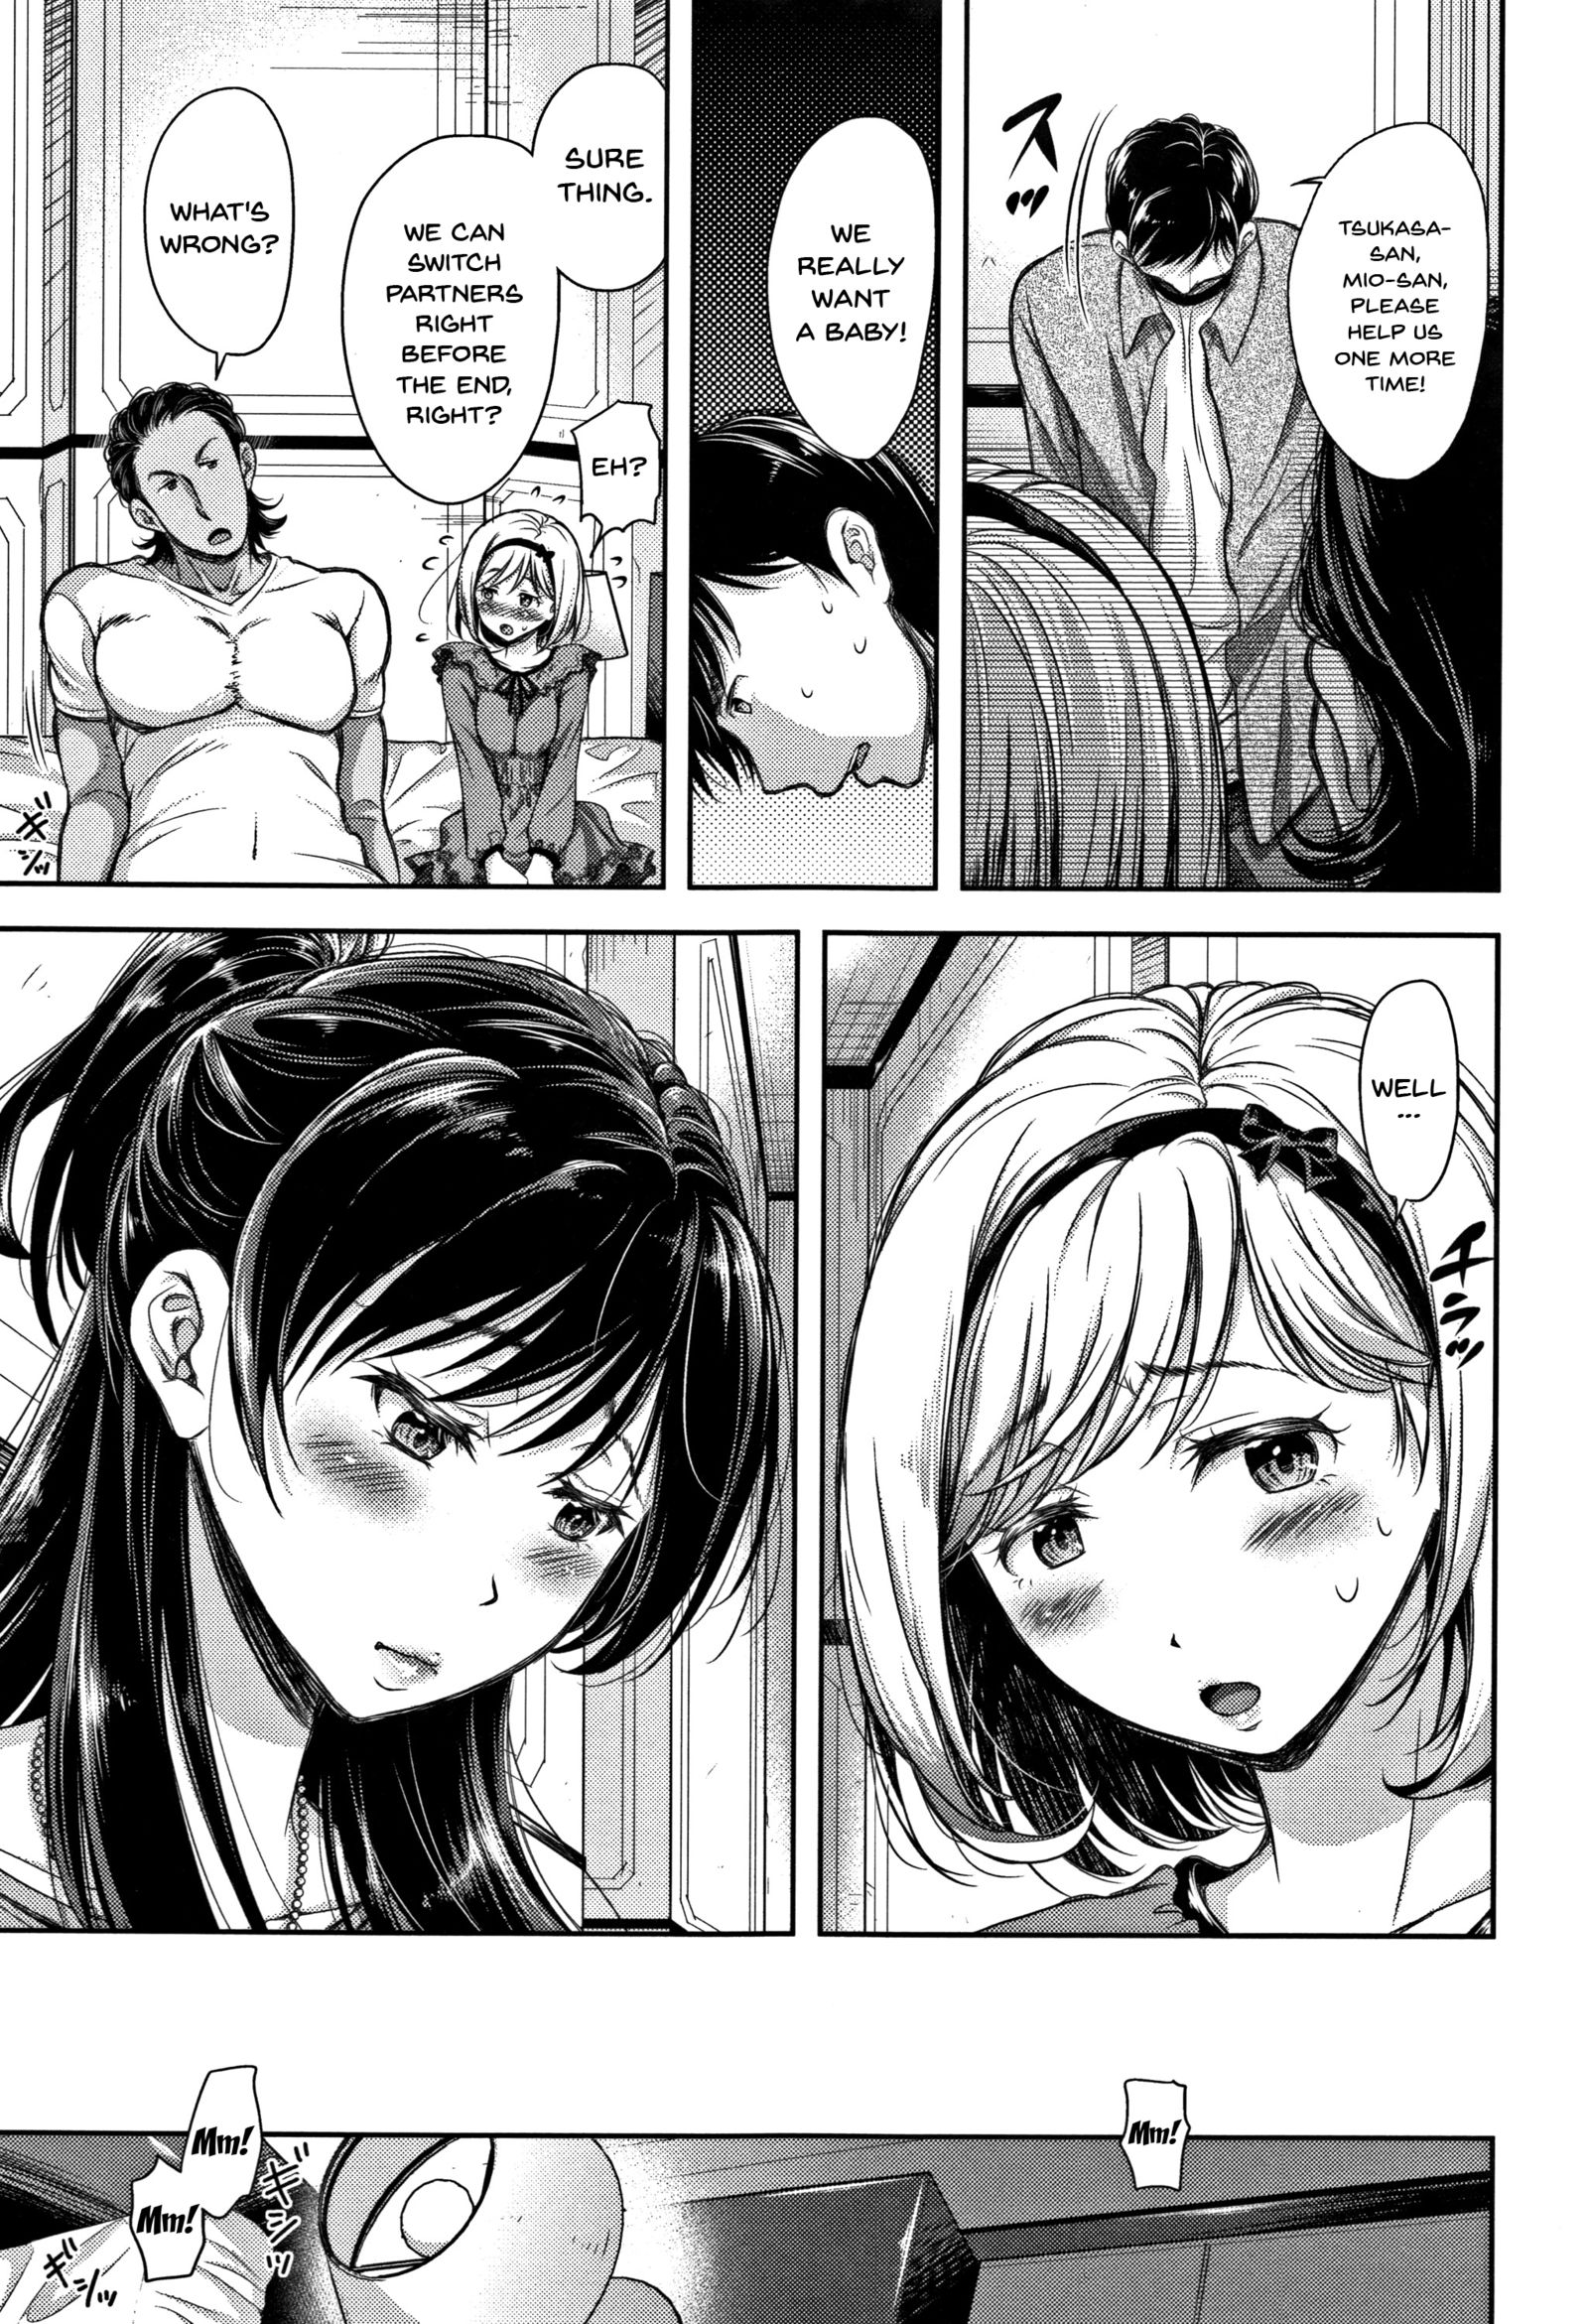 TSUKASA-
SAN,
MIO-SAN,
PLEASE
HELP US
ONE MORE
TIME!
スッ
WE
REALLY
WANT
A BABY!
SURE
THING.
WE CAN
SWITCH
PARTNERS
RIGHT
BEFORE
THE END,
RIGHT?
EH?
WHAT'S
WRONG?
ギシッ
WELL
...
チラッ
Mm!
Mm!
Mm!
ギシッ
ギシッ